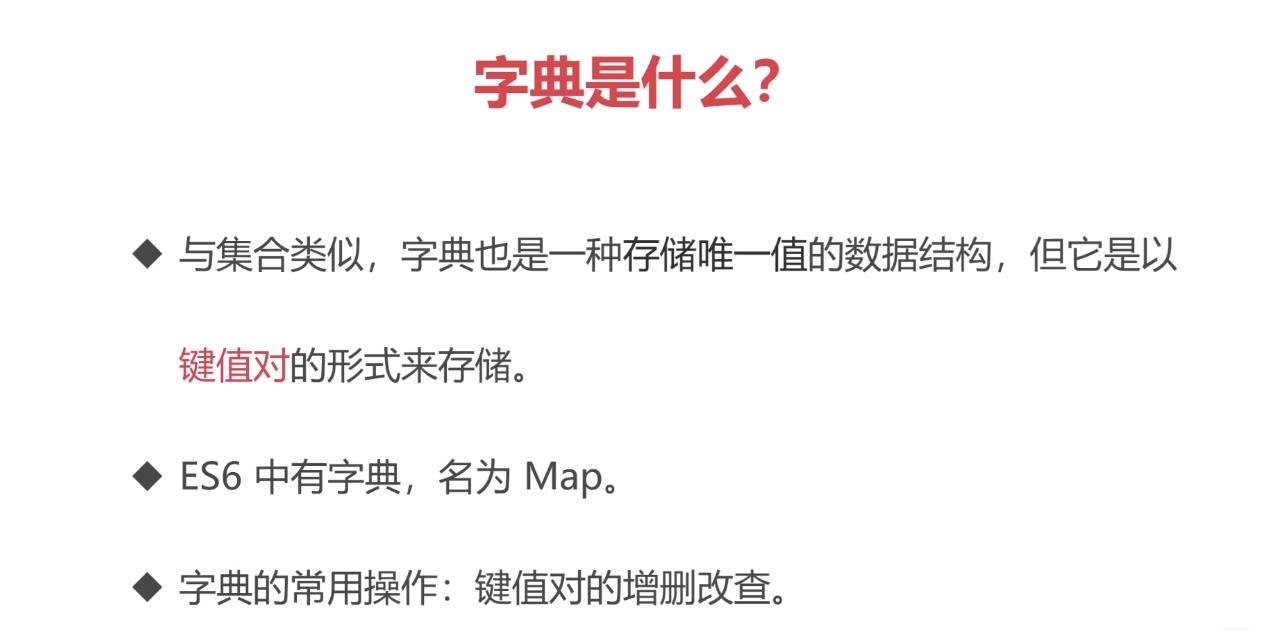 字典是什么？
◆ 与集合类似，字典也是一种存储唯一值的数据结构，但它是以
键值对的形式来存储。
◆ ES6 中有字典，名为 Map。
◆ 字典的常用操作：键值对的增删改查。